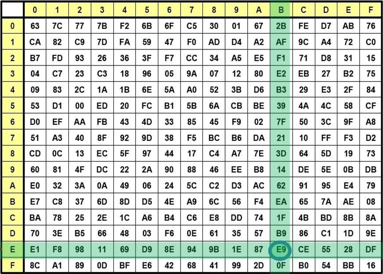 0 1 2 3 4 5 6 7 8 9 A B C D E F
0 63 7C 77 7B F2 6B 6F C5 30 01 67 2B FE D7 AB 76
1 CA 82 C9 7D FA 59 47 F0 AD D4 A2 AF 9C A4 72 C0
2 B7 FD 93 26 36 3F F7 CC 34 A5 E5 F1 71 D8 31 15
3 04 C7 23 C3 18 96 05 9A 07 12 80 E2 EB 27 B2 75
4 09 83 2C 1A 1B 6E 5A A0 52 3B D6 B3 29 E3 2F 84
5 53 D1 00 ED 20 FC B1 5B 6A CB BE 39 4A 4C 58 CF
6 D0 EF AA FB 43 4D 33 85 45 F9 02 7F 50 3C 9F A8
7 51 A3 40 8F 92 9D 38 F5 BC B6 DA 21 10 FF F3 D2
8 CD 0C 13 EC 5F 97 44 17 C4 A7 7E 3D 64 5D 19 73
9 60 81 4F DC 22 2A 90 88 46 EE B8 14 DE 5E 0B DB
A E0 32 3A 0A 49 06 24 5C C2 D3 AC 62 91 95 E4 79
B E7 C8 37 6D 8D D5 4E A9 6C 56 F4 EA 65 7A AE 08
C BA 78 25 2E 1C A6 B4 C6 E8 DD 74 1F 4B BD 8B 8A
D 70 3E B5 66 48 03 F6 0E 61 35 57 B9 86 C1 1D 9E
E E1 F8 98 11 69 D9 8E 94 9B 1E 87 E9 CE 55 28 DF
F 8C A1 89 0D BF E6 42 68 41 99 2D 0F B0 54 BB 16